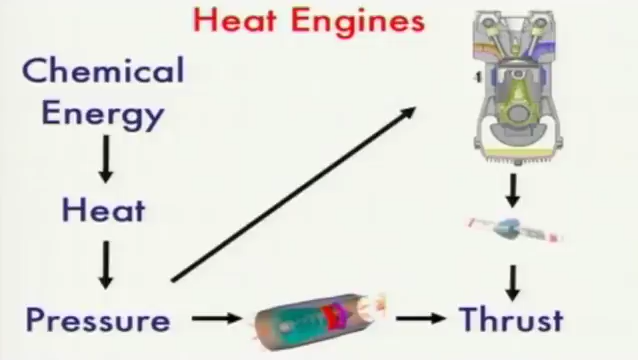 Heat Engines
Chemical
Energy
Heat
Pressure
Thrust